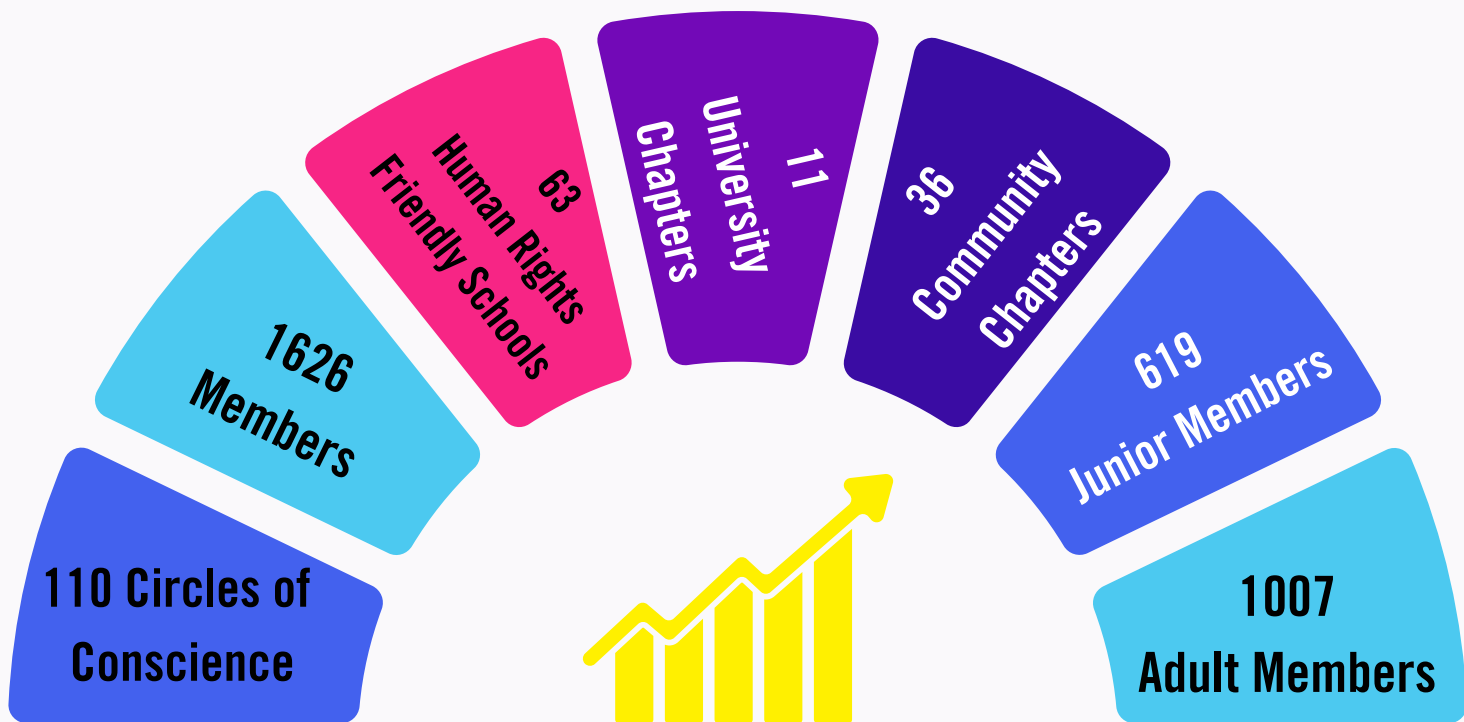 110 Circles of
Conscience
1626
Members
63
Human Rights
Friendly Schools
11
University
Chapters
36
Community
Chapters
619
Junior Members
1007
Adult Members